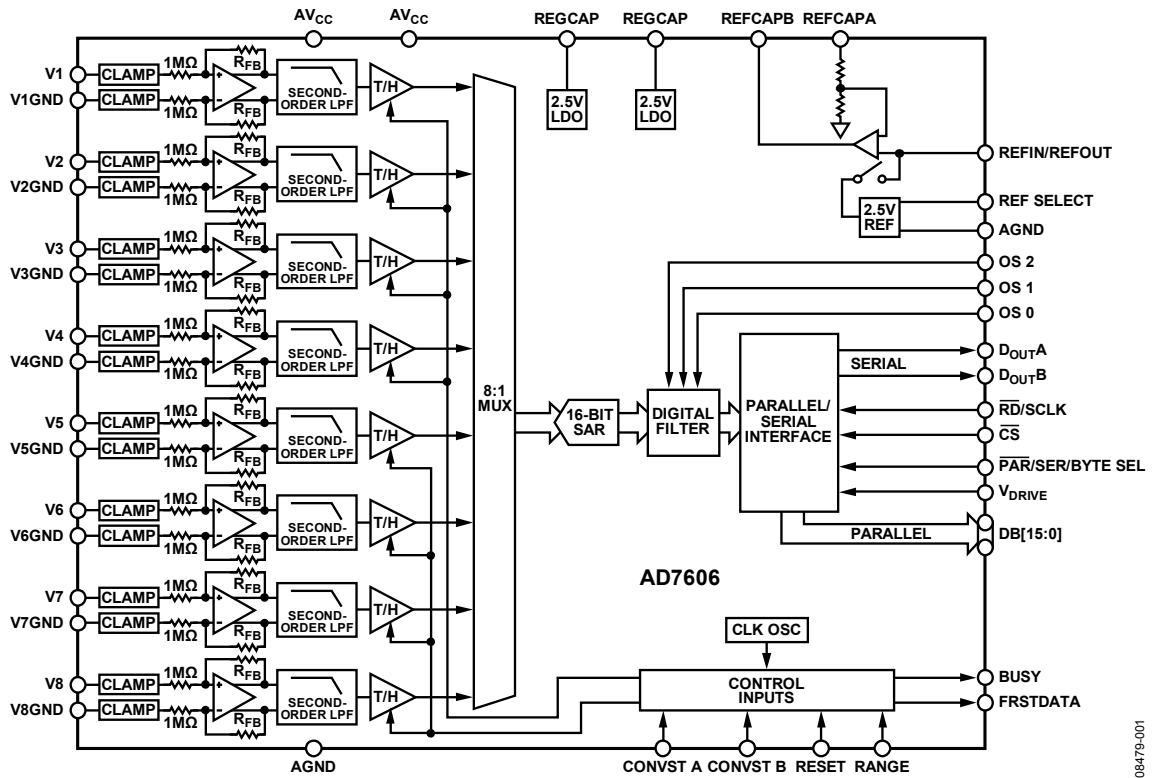 AVCC
AVCC
REGCAP
REGCAP
REFCAPB
REFCAPA
V1
CLAMP
1MΩ
RFB
V1GND
CLAMP
1MΩ
RFB
SECOND-
ORDER LPF
T/H
V2
CLAMP
1MΩ
RFB
V2GND
CLAMP
1MΩ
RFB
SECOND-
ORDER LPF
T/H
V3
CLAMP
1MΩ
RFB
V3GND
CLAMP
1MΩ
RFB
SECOND-
ORDER LPF
T/H
V4
CLAMP
1MΩ
RFB
V4GND
CLAMP
1MΩ
RFB
SECOND-
ORDER LPF
T/H
V5
CLAMP
1MΩ
RFB
V5GND
CLAMP
1MΩ
RFB
SECOND-
ORDER LPF
T/H
V6
CLAMP
1MΩ
RFB
V6GND
CLAMP
1MΩ
RFB
SECOND-
ORDER LPF
T/H
V7
CLAMP
1MΩ
RFB
V7GND
CLAMP
1MΩ
RFB
SECOND-
ORDER LPF
T/H
V8
CLAMP
1MΩ
RFB
V8GND
CLAMP
1MΩ
RFB
SECOND-
ORDER LPF
T/H
8:1
MUX
2.5V
LDO
2.5V
LDO
2.5V
REF
REFIN/REFOUT
REF SELECT
AGND
OS 2
OS 1
OS 0
16-BIT
SAR
DIGITAL
FILTER
PARALLEL/
SERIAL
INTERFACE
SERIAL
PARALLEL
DOUTA
DOUTB
RD/SCLK
CS
PAR/SER/BYTE SEL
VDRIVE
DB[15:0]
AD7606
CLK OSC
CONTROL
INPUTS
BUSY
FRSTDATA
AGND
CONVST A
CONVST B
RESET
RANGE
08479-001